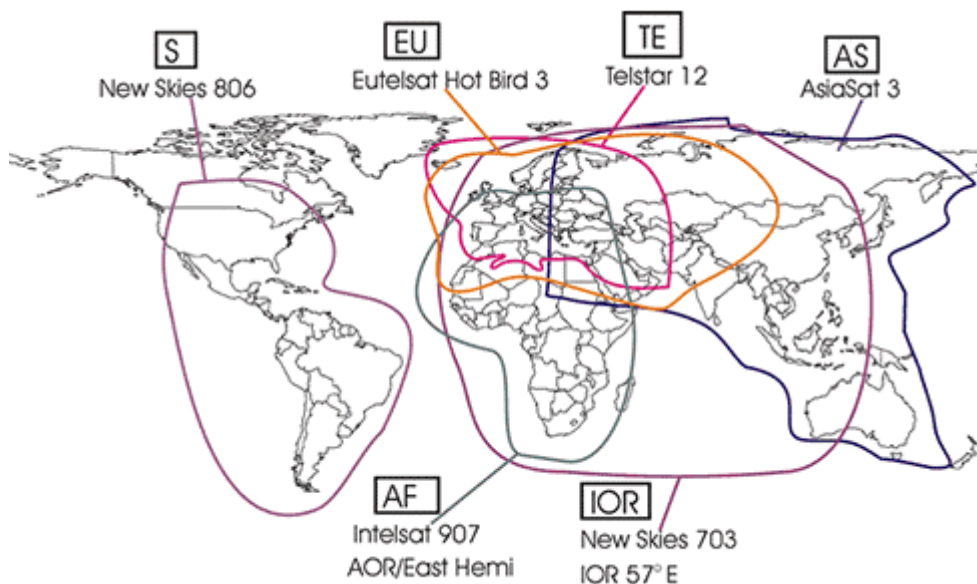 S
New Skies 806
EU
Eutelsat Hot Bird 3
TE
Telstar 12
AS
AsiaSat 3
AF
Intelsat 907
AOR/East Hemi
IOR
New Skies 703
IOR 57° E